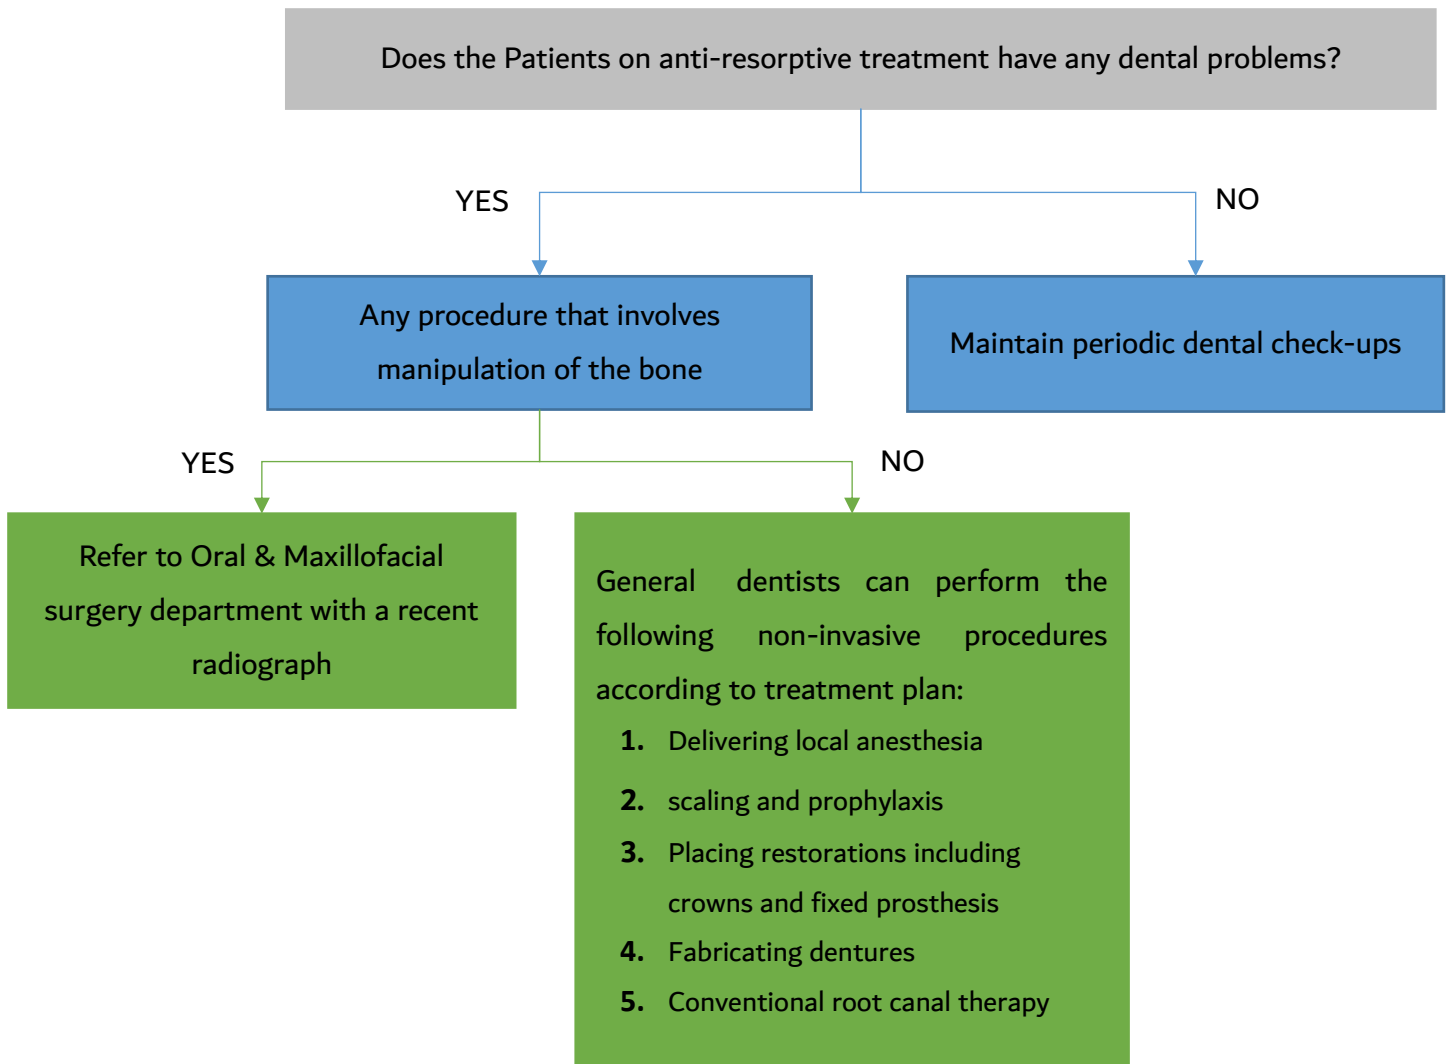 Does the Patients on anti-resorptive treatment have any dental problems?
YES
NO
Any procedure that involves
manipulation of the bone
Maintain periodic dental check-ups
YES
NO
Refer to Oral & Maxillofacial
surgery department with a recent
radiograph
General dentists can perform the
following non-invasive procedures
according to treatment plan:
1. Delivering local anesthesia
2. scaling and prophylaxis
3. Placing restorations including
crowns and fixed prosthesis
4. Fabricating dentures
5. Conventional root canal therapy